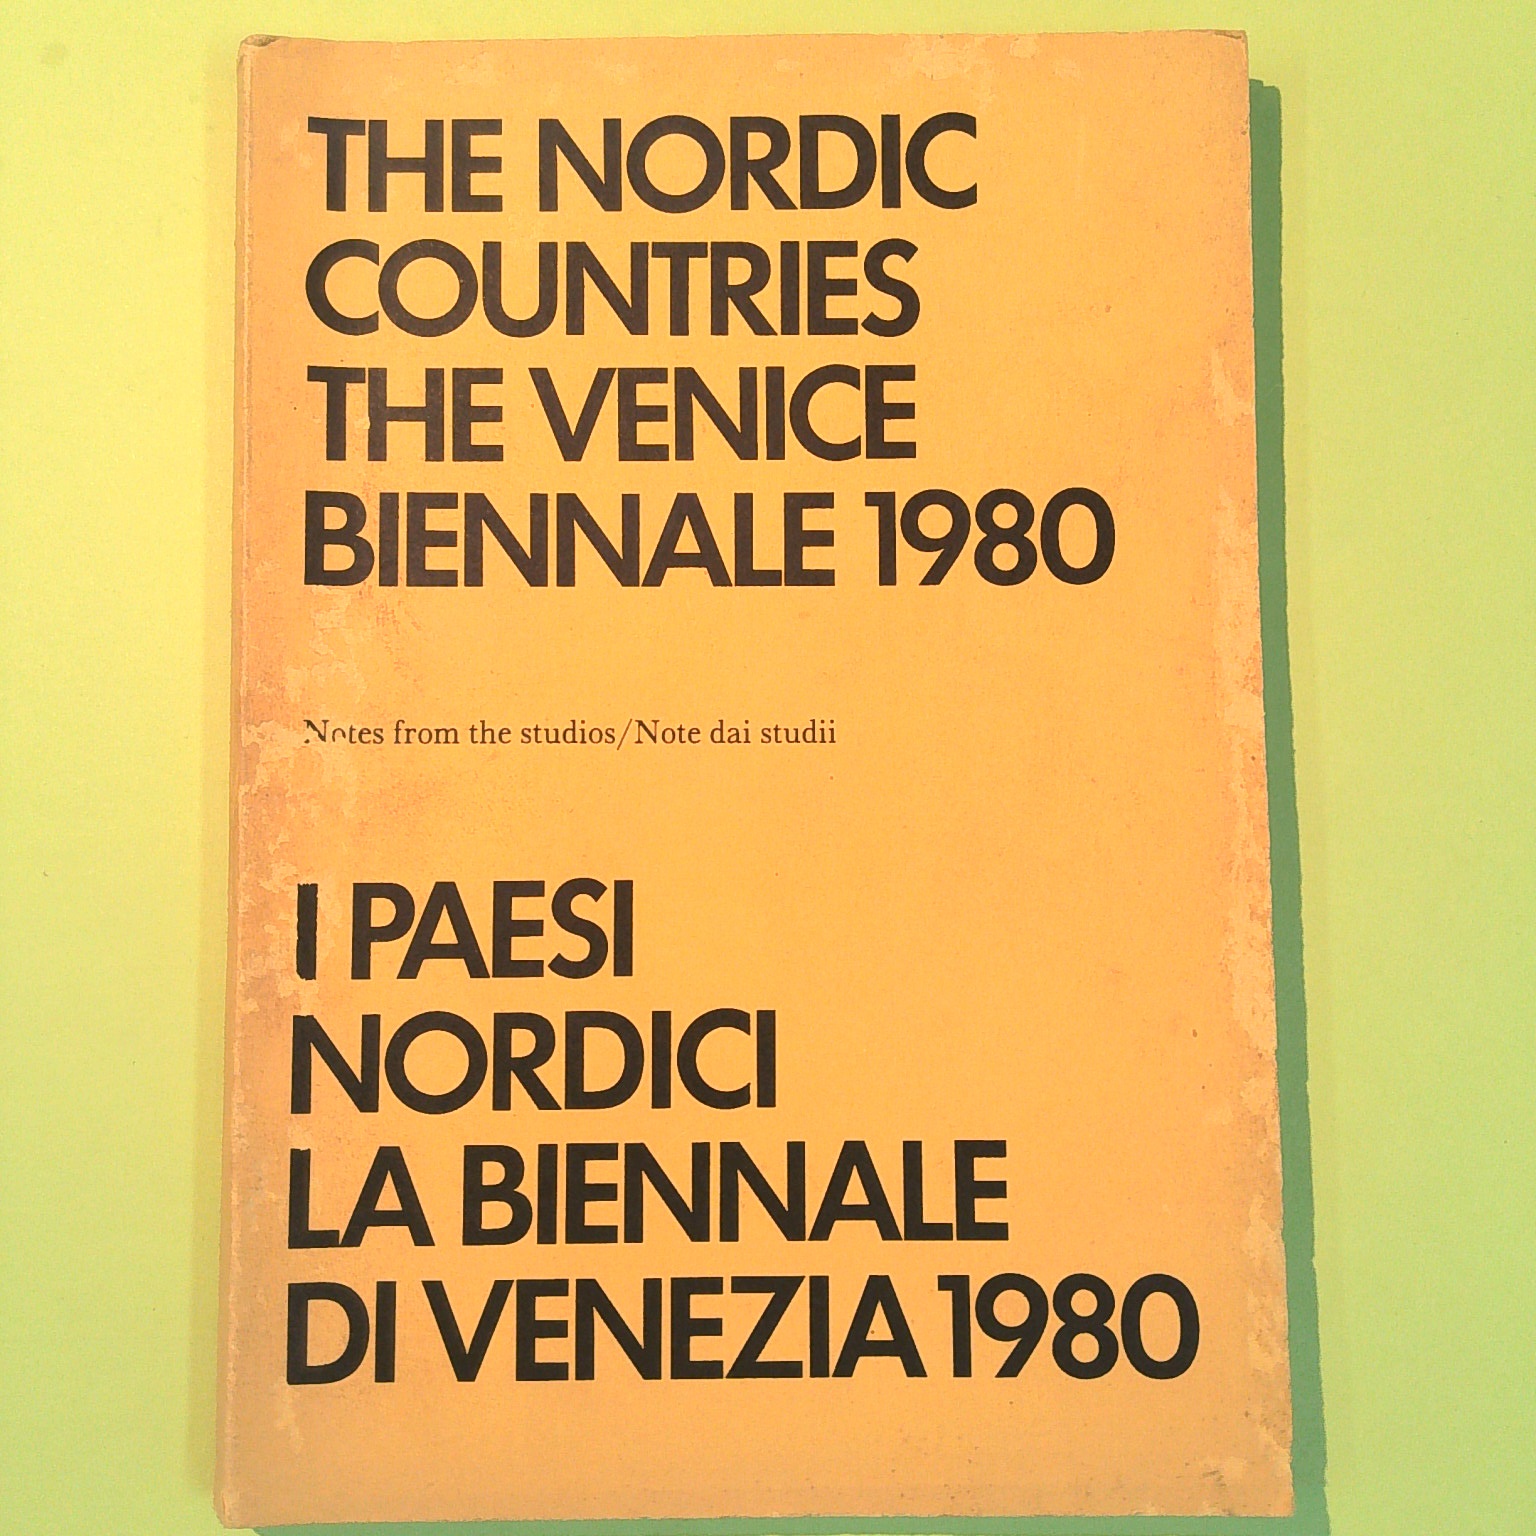 THE NORDIC
COUNTRIES
THE VENICE
BIENNALE 1980
Notes from the studios/Note dai studii
I PAESI
NORDICI
LA BIENNALE
DI VENEZIA 1980